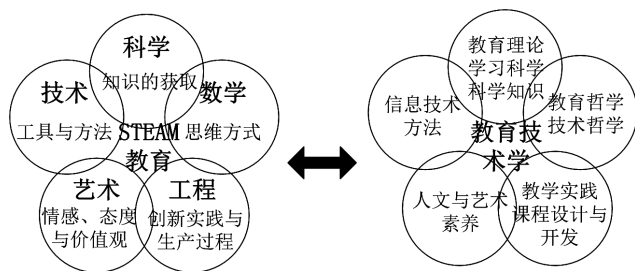 科学
知识的获取
技术
工具与方法
STEAM
教育
数学
思维方式
艺术
情感、态度
与价值观
工程
创新实践与
生产过程
教育理论
学习科学
科学知识
信息技术
方法
教育技
术学
教育哲学
技术哲学
人文与艺术
素养
教学实践
课程设计与
开发